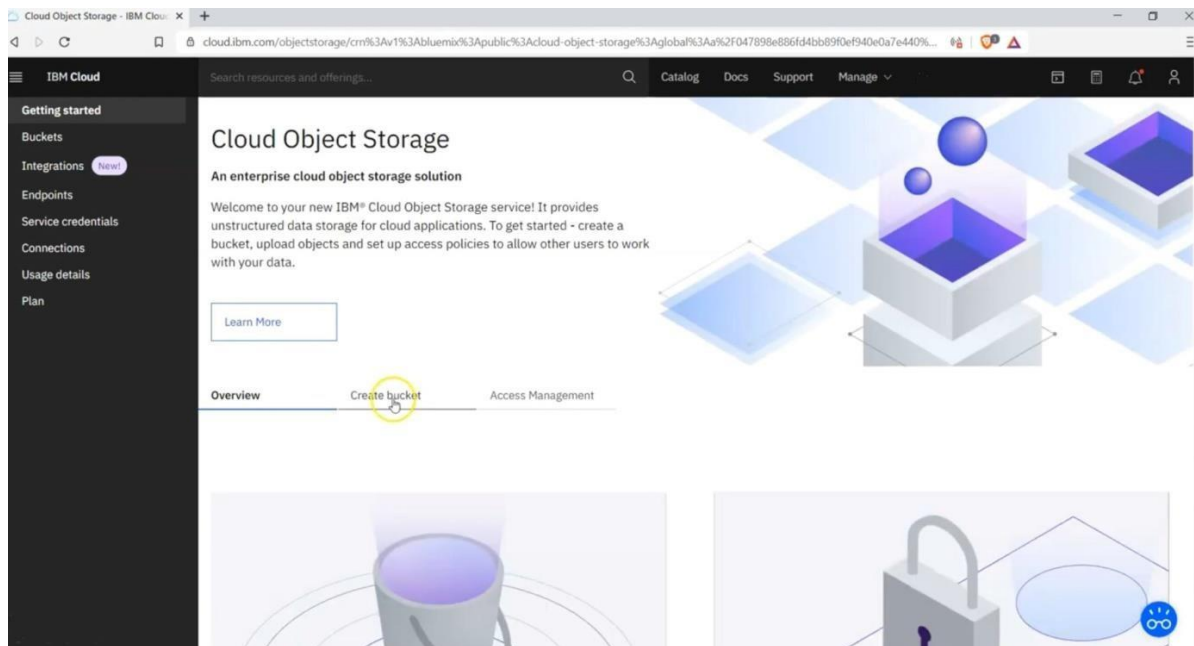 Cloud Object Storage - IBM Clou
cloud.ibm.com/objectstorage/crn%3Av1%3Abluemix%3Apublic%3Acloud-object-storage%3Aglobal%3Aa%2F047898e886fd4bb89f0ef940e0a7e440%...
IBM Cloud
Search resources and offerings...
Catalog
Docs
Support
Manage
Getting started
Buckets
Integrations New!
Endpoints
Service credentials
Connections
Usage details
Plan
Cloud Object Storage
An enterprise cloud object storage solution
Welcome to your new IBM® Cloud Object Storage service! It provides
unstructured data storage for cloud applications. To get started - create a
bucket, upload objects and set up access policies to allow other users to work
with your data.
Learn More
Overview
Create bucket
Access Management